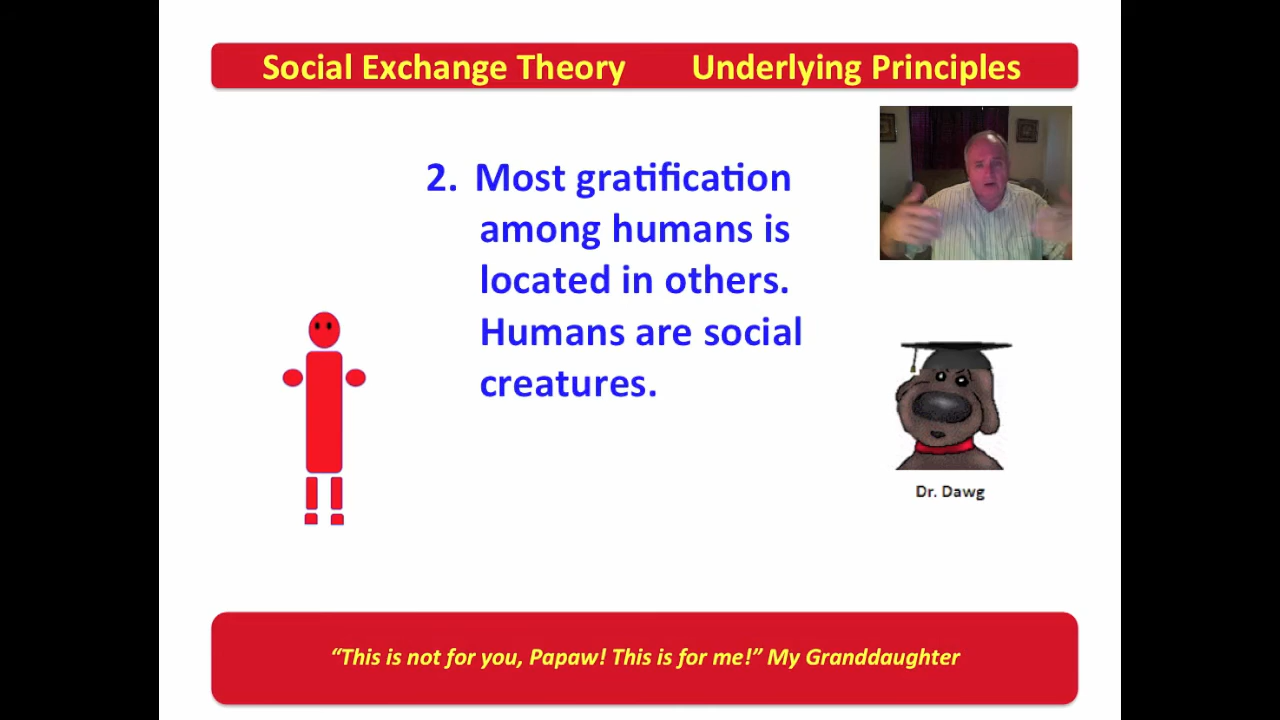 Social Exchange Theory Underlying Principles
2. Most gratification
among humans is
located in others.
Humans are social
creatures.
Dr. Dawg
“This is not for you, Papaw! This is for me!” My Granddaughter